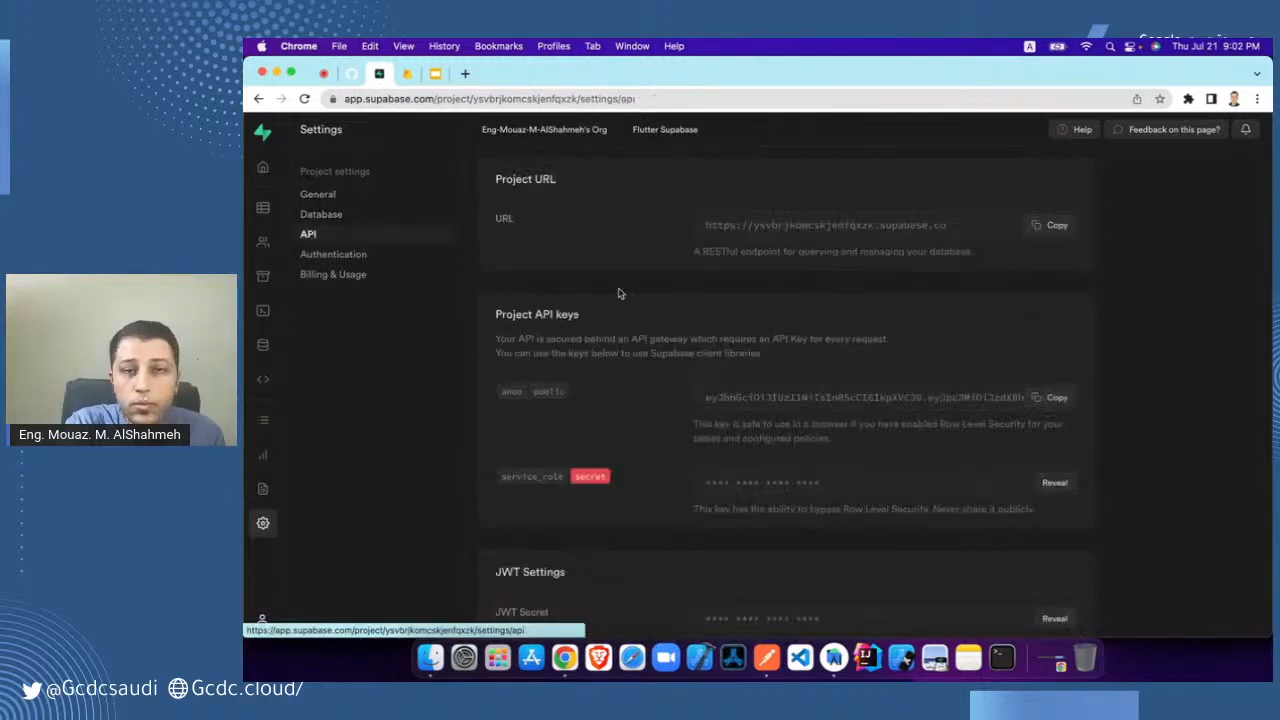 Chrome File Edit View History Bookmarks Profiles Tab Window Help
A
Thu Jul 21 9:02 PM
app.supabase.com/project/ysvbrjkomcskjenfqxzk/settings/api
Settings
Eng-Mouaz-M-AlShahmeh's Org
Flutter Supabase
Help
Feedback on this page?
Project settings
General
Database
API
Authentication
Billing & Usage
Project URL
URL
https://ysvbrjkomcskjenfqxzk.supabase.co
Copy
A RESTful endpoint for querying and managing your database.
Project API keys
Your API is secured behind an API gateway which requires an API Key for every request.
You can use the keys below to use Supabase client libraries
anon public
Copy
This key is safe to use in a browser if you have enabled Row Level Security for your
tables and configured policies.
service_role secret
**** **** **** ****
Reveal
This key has the ability to bypass Row Level Security. Never share it publicly.
JWT Settings
JWT Secret
**** **** **** ****
Reveal
https://app.supabase.com/project/ysvbrjkomcskjenfqxzk/settings/api
Eng. Mouaz. M. AlShahmeh
@Gcdcsaudi Gcdc.cloud/